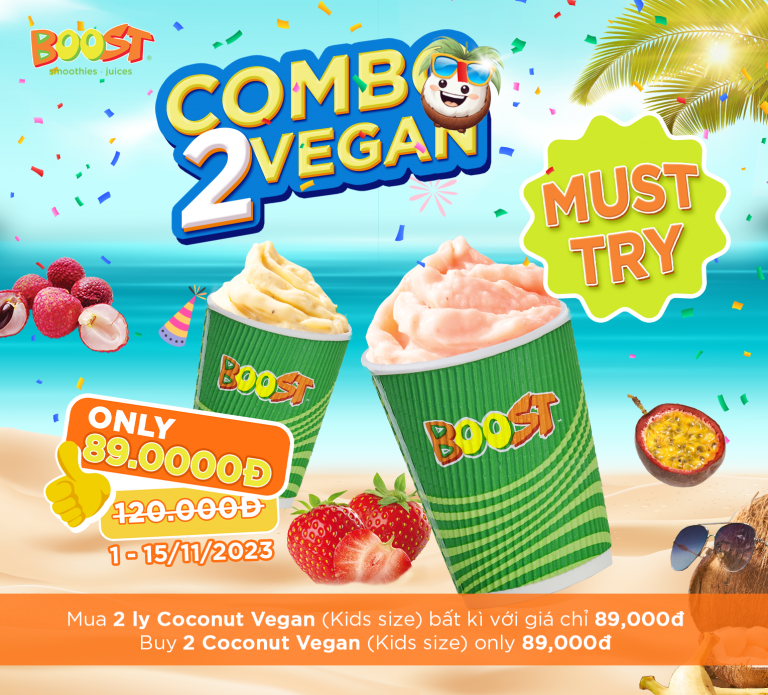 BOOST
smoothies · juices
COMBO
2 VEGAN
MUST
TRY
BOOST
BOOST
ONLY
89.0000Đ
120.000Đ
1 - 15/11/2023
Mua 2 ly Coconut Vegan (Kids size) bất kì với giá chỉ 89,000đ
Buy 2 Coconut Vegan (Kids size) only 89,000đ